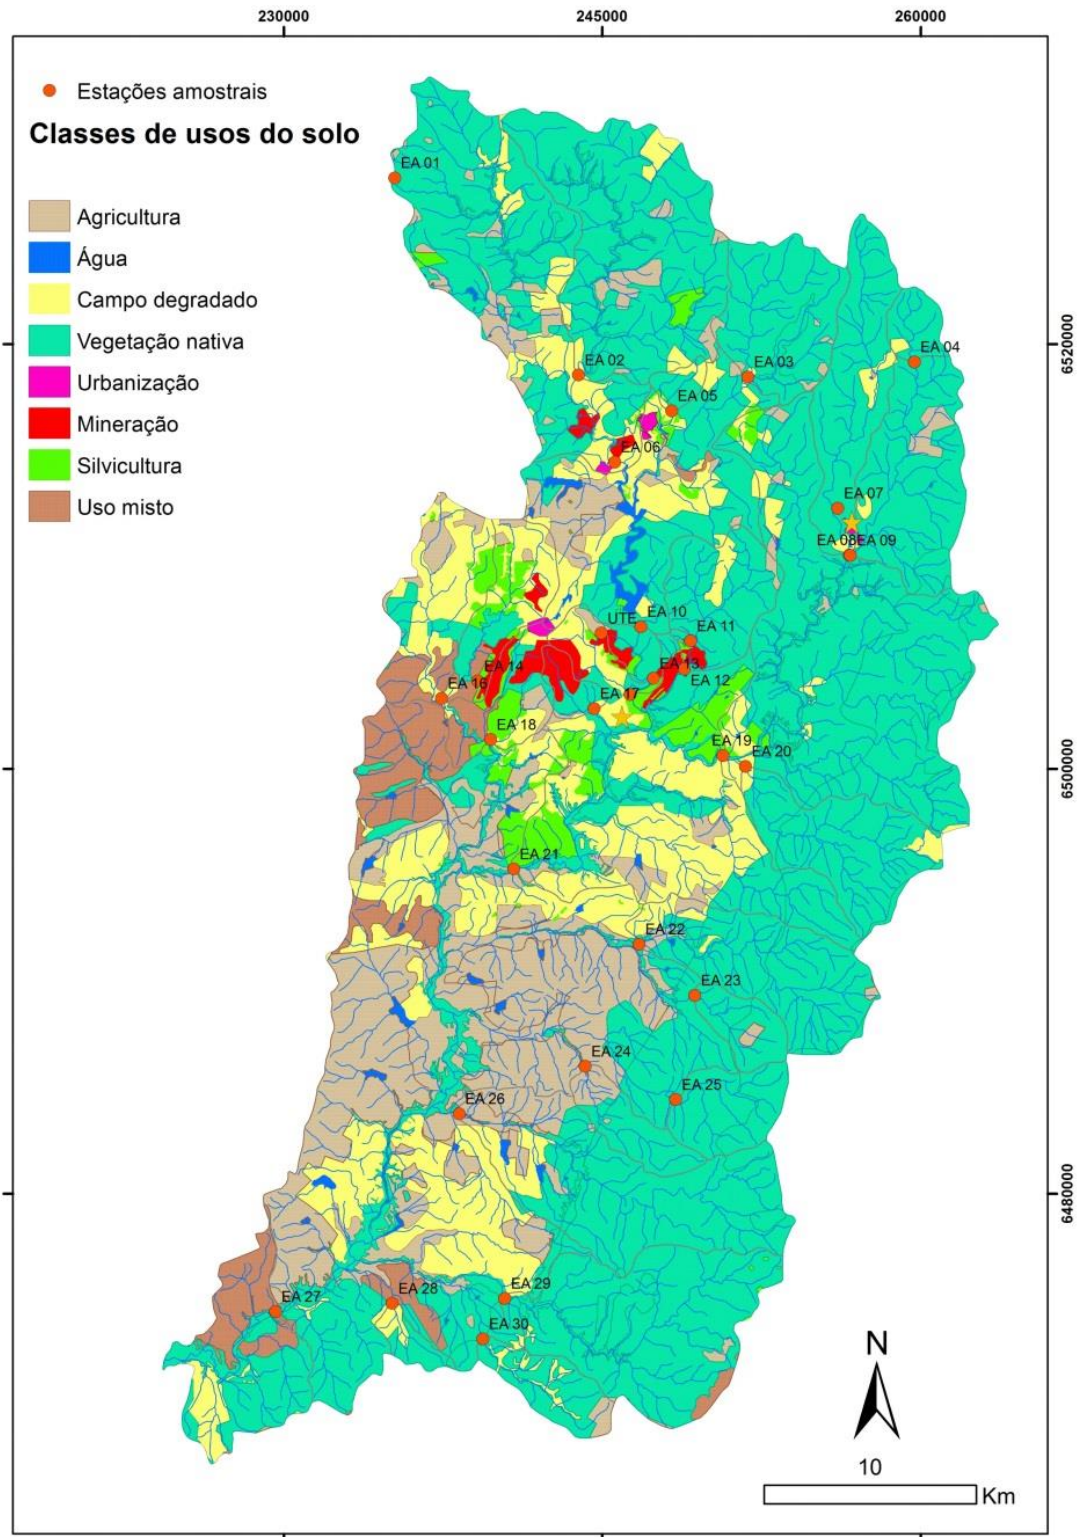 230000
245000
260000
Estações amostrais
Classes de usos do solo
Agricultura
Água
Campo degradado
Vegetação nativa
Urbanização
Mineração
Silvicultura
Uso misto
6520000
6500000
6480000
EA 01
EA 02
EA 03
EA 04
EA 05
EA 06
EA 07
EA 08
EA 09
EA 10
UTE
EA 11
EA 13
EA 12
EA 14
EA 16
EA 17
EA 18
EA 19
EA 20
EA 21
EA 22
EA 23
EA 24
EA 25
EA 26
EA 27
EA 28
EA 29
EA 30
N
10
Km